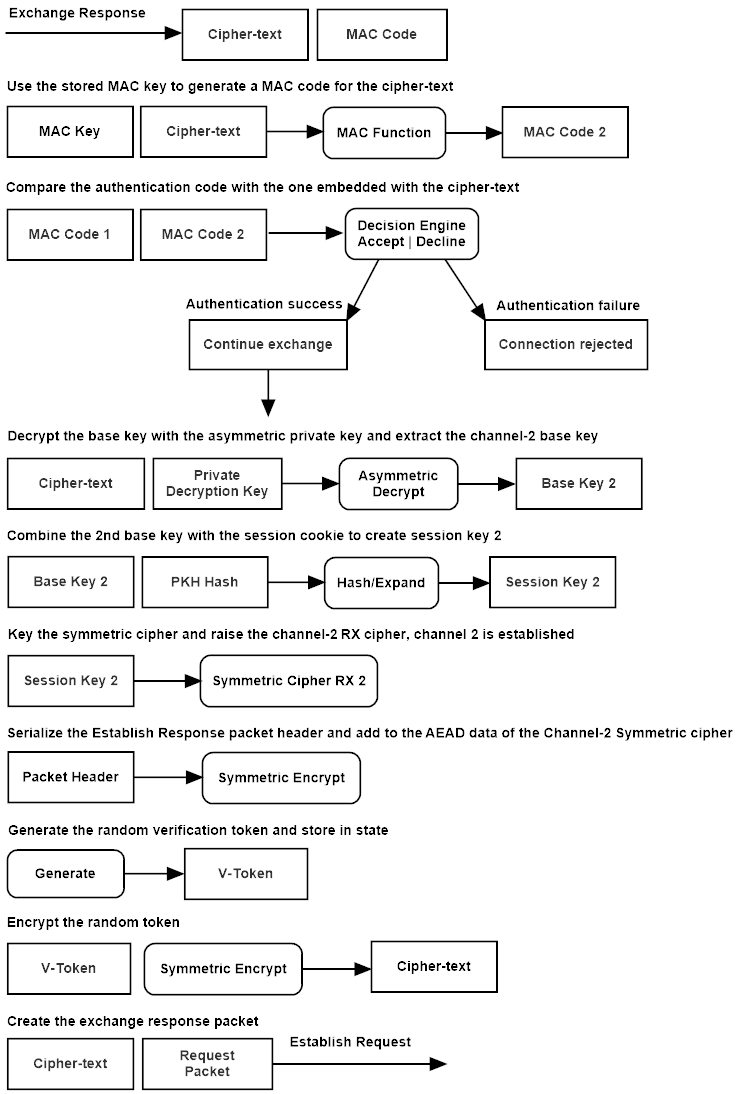 Exchange Response
Cipher-text
MAC Code
Use the stored MAC key to generate a MAC code for the cipher-text
MAC Key
Cipher-text
MAC Function
MAC Code 2
Compare the authentication code with the one embedded with the cipher-text
MAC Code 1
MAC Code 2
Decision Engine
Accept | Decline
Authentication success
Authentication failure
Continue exchange
Connection rejected
Decrypt the base key with the asymmetric private key and extract the channel-2 base key
Cipher-text
Private
Decryption Key
Asymmetric
Decrypt
Base Key 2
Combine the 2nd base key with the session cookie to create session key 2
Base Key 2
PKH Hash
Hash/Expand
Session Key 2
Key the symmetric cipher and raise the channel-2 RX cipher, channel 2 is established
Session Key 2
Symmetric Cipher RX 2
Serialize the Establish Response packet header and add to the AEAD data of the Channel-2 Symmetric cipher
Packet Header
Symmetric Encrypt
Generate the random verification token and store in state
Generate
V-Token
Encrypt the random token
V-Token
Symmetric Encrypt
Cipher-text
Create the exchange response packet
Cipher-text
Request
Packet
Establish Request